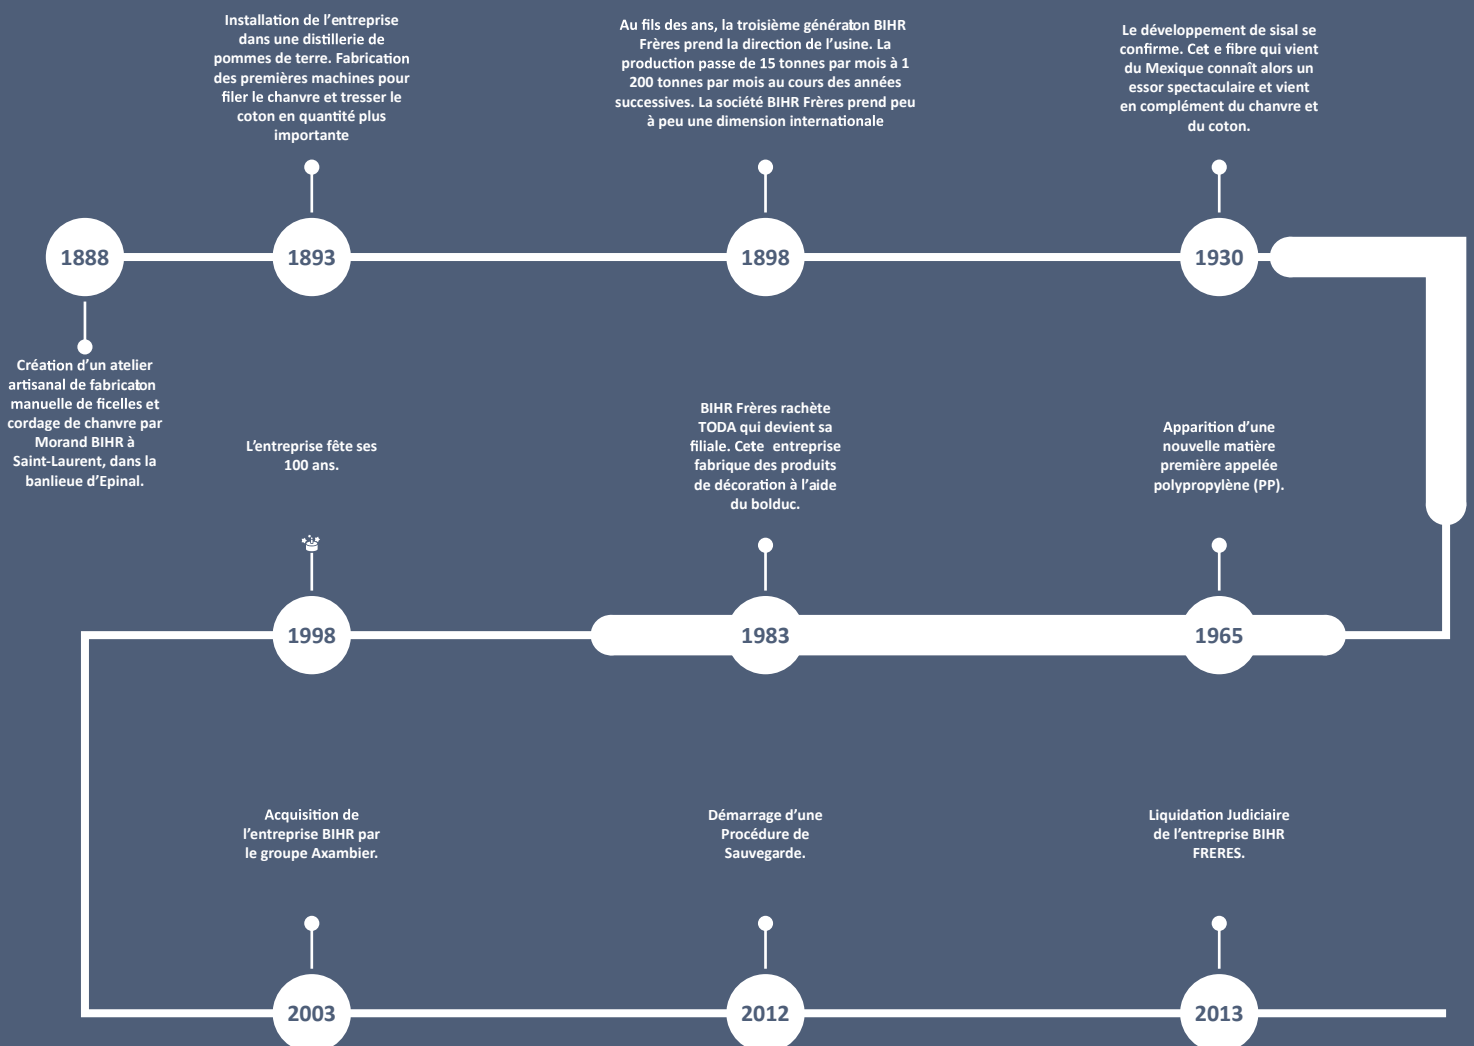 Installation de l'entreprise
dans une distillerie de
pommes de terre. Fabrication
des premières machines pour
filer le chanvre et tresser le
coton en quantité plus
importante
Au fils des ans, la troisième génératon BIHR
Frères prend la direction de l'usine. La
production passe de 15 tonnes par mois à 1
200 tonnes par mois au cours des années
successives. La société BIHR Frères prend peu
à peu une dimension internationale
Le développement de sisal se
confirme. Cet e fibre qui vient
du Mexique connaît alors un
essor spectaculaire et vient
en complément du chanvre et
du coton.
1888
1893
1898
1930
Création d'un atelier
artisanal de fabricaton
manuelle de ficelles et
cordage de chanvre par
Morand BIHR à
Saint-Laurent, dans la
banlieue d'Epinal.
L'entreprise fête ses
100 ans.
BIHR Frères rachète
TODA qui devient sa
filiale. Cete entreprise
fabrique des produits
de décoration à l'aide
du bolduc.
Apparition d'une
nouvelle matière
première appelée
polypropylène (PP).
1998
1983
1965
Acquisition de
l'entreprise BIHR par
le groupe Axambier.
Démarrage d'une
Procédure de
Sauvegarde.
Liquidation Judiciaire
de l'entreprise BIHR
FRERES.
2003
2012
2013